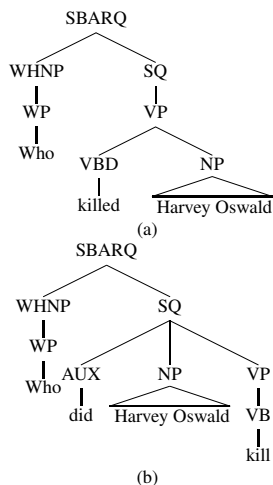 SBARQ
WHNP SQ
WP VP
Who VBD NP
killed Harvey Oswald
(a)
SBARQ
WHNP SQ
WP
Who AUX NP VP
did Harvey Oswald VB
kill
(b)